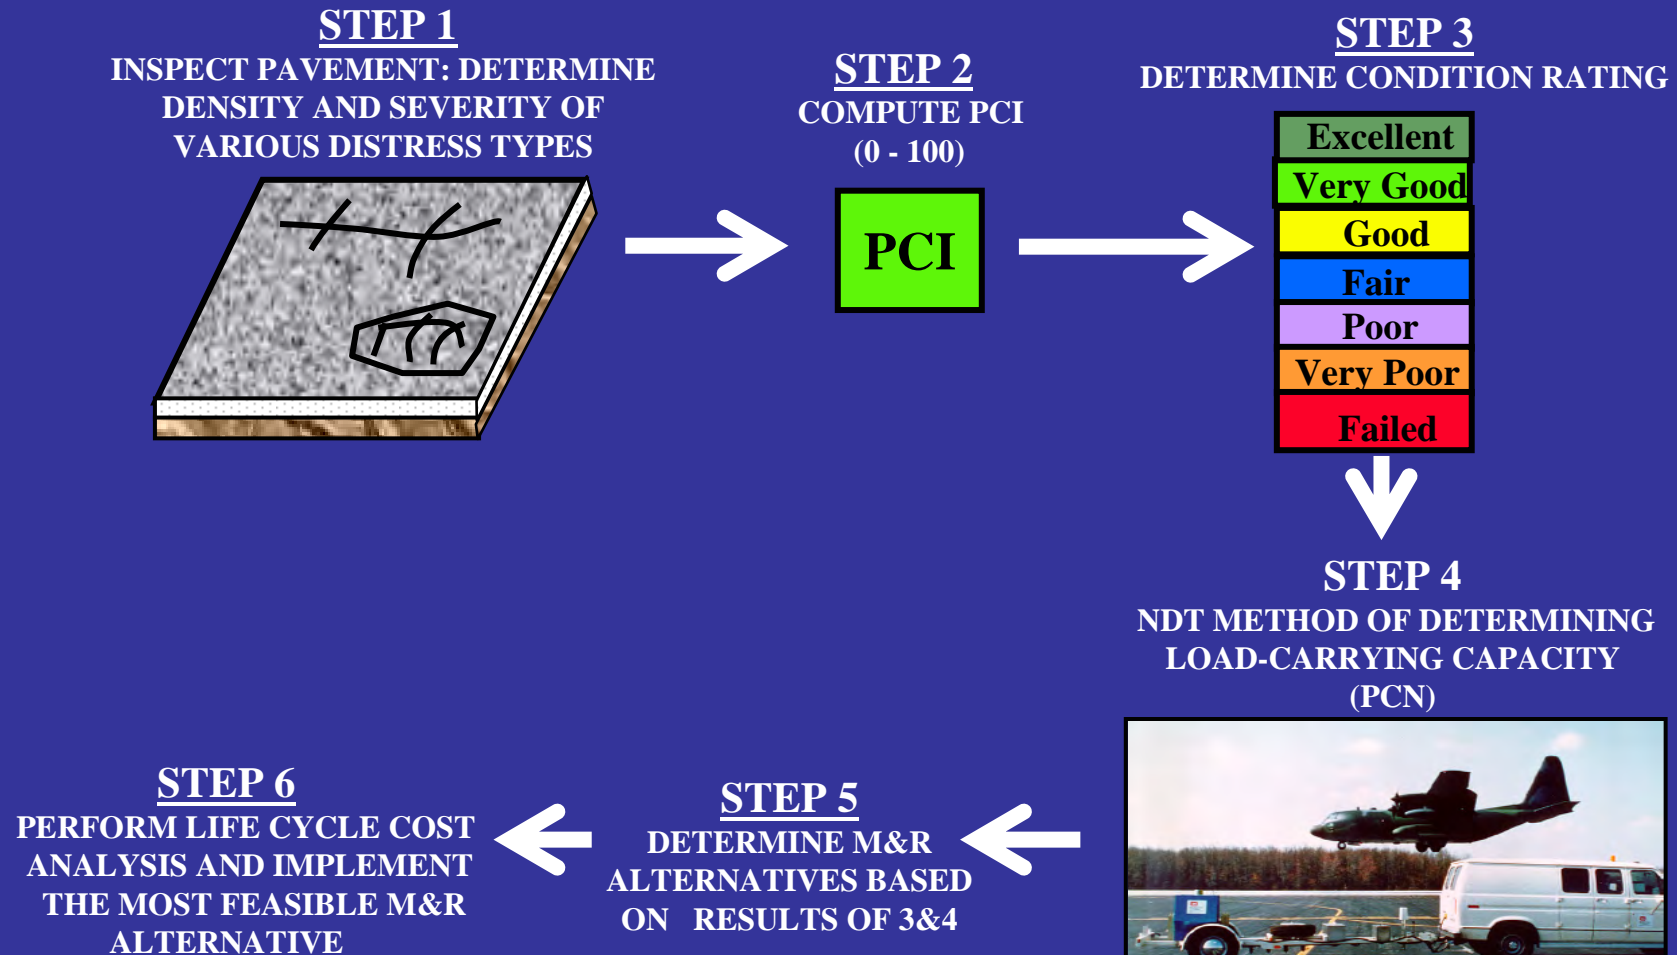 STEP 1
INSPECT PAVEMENT: DETERMINE
DENSITY AND SEVERITY OF
VARIOUS DISTRESS TYPES
STEP 2
COMPUTE PCI
(0 - 100)
PCI
STEP 3
DETERMINE CONDITION RATING
Excellent
Very Good
Good
Fair
Poor
Very Poor
Failed
STEP 4
NDT METHOD OF DETERMINING
LOAD-CARRYING CAPACITY
(PCN)
STEP 5
DETERMINE M&R
ALTERNATIVES BASED
ON RESULTS OF 3&4
STEP 6
PERFORM LIFE CYCLE COST
ANALYSIS AND IMPLEMENT
THE MOST FEASIBLE M&R
ALTERNATIVE